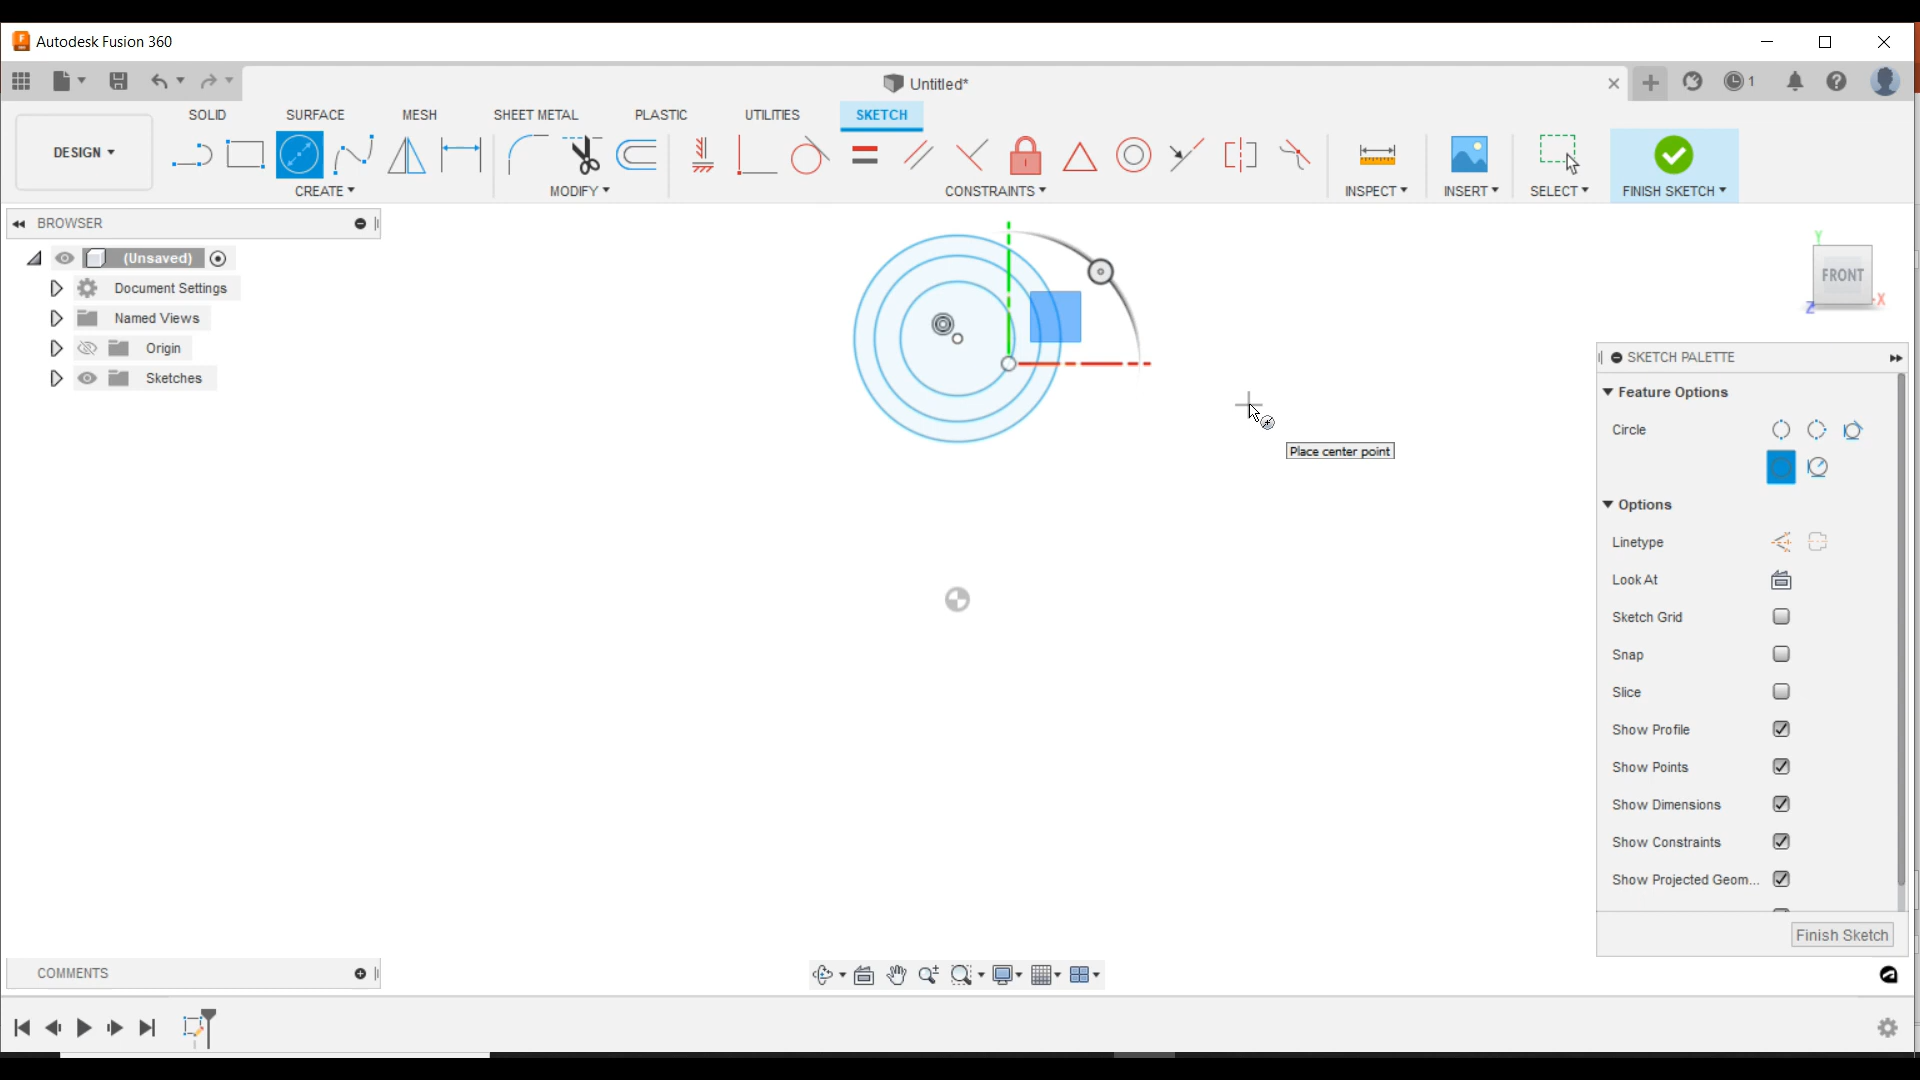 Autodesk Fusion 360
Untitled*
1
SOLID SURFACE MESH SHEET METAL PLASTIC UTILITIES SKETCH
DESIGN
CREATE MODIFY CONSTRAINTS INSPECT INSERT SELECT FINISH SKETCH
BROWSER
(Unsaved)
Document Settings
Named Views
Origin
Sketches
Place center point
Y
FRONT
Z
X
SKETCH PALETTE
Feature Options
Circle
Options
Linetype
Look At
Sketch Grid
Snap
Slice
Show Profile
Show Points
Show Dimensions
Show Constraints
Show Projected Geom...
Finish Sketch
COMMENTS